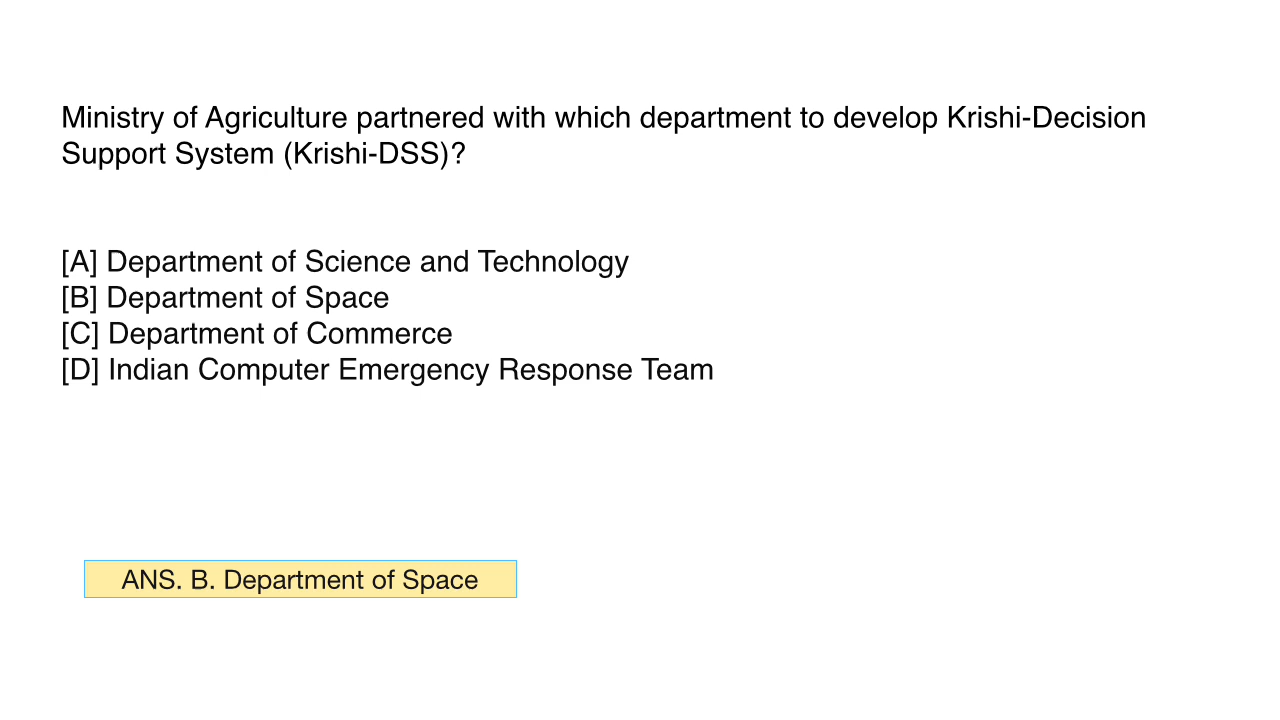 Ministry of Agriculture partnered with which department to develop Krishi-Decision
Support System (Krishi-DSS)?
[A] Department of Science and Technology
[B] Department of Space
[C] Department of Commerce
[D] Indian Computer Emergency Response Team
ANS. B. Department of Space